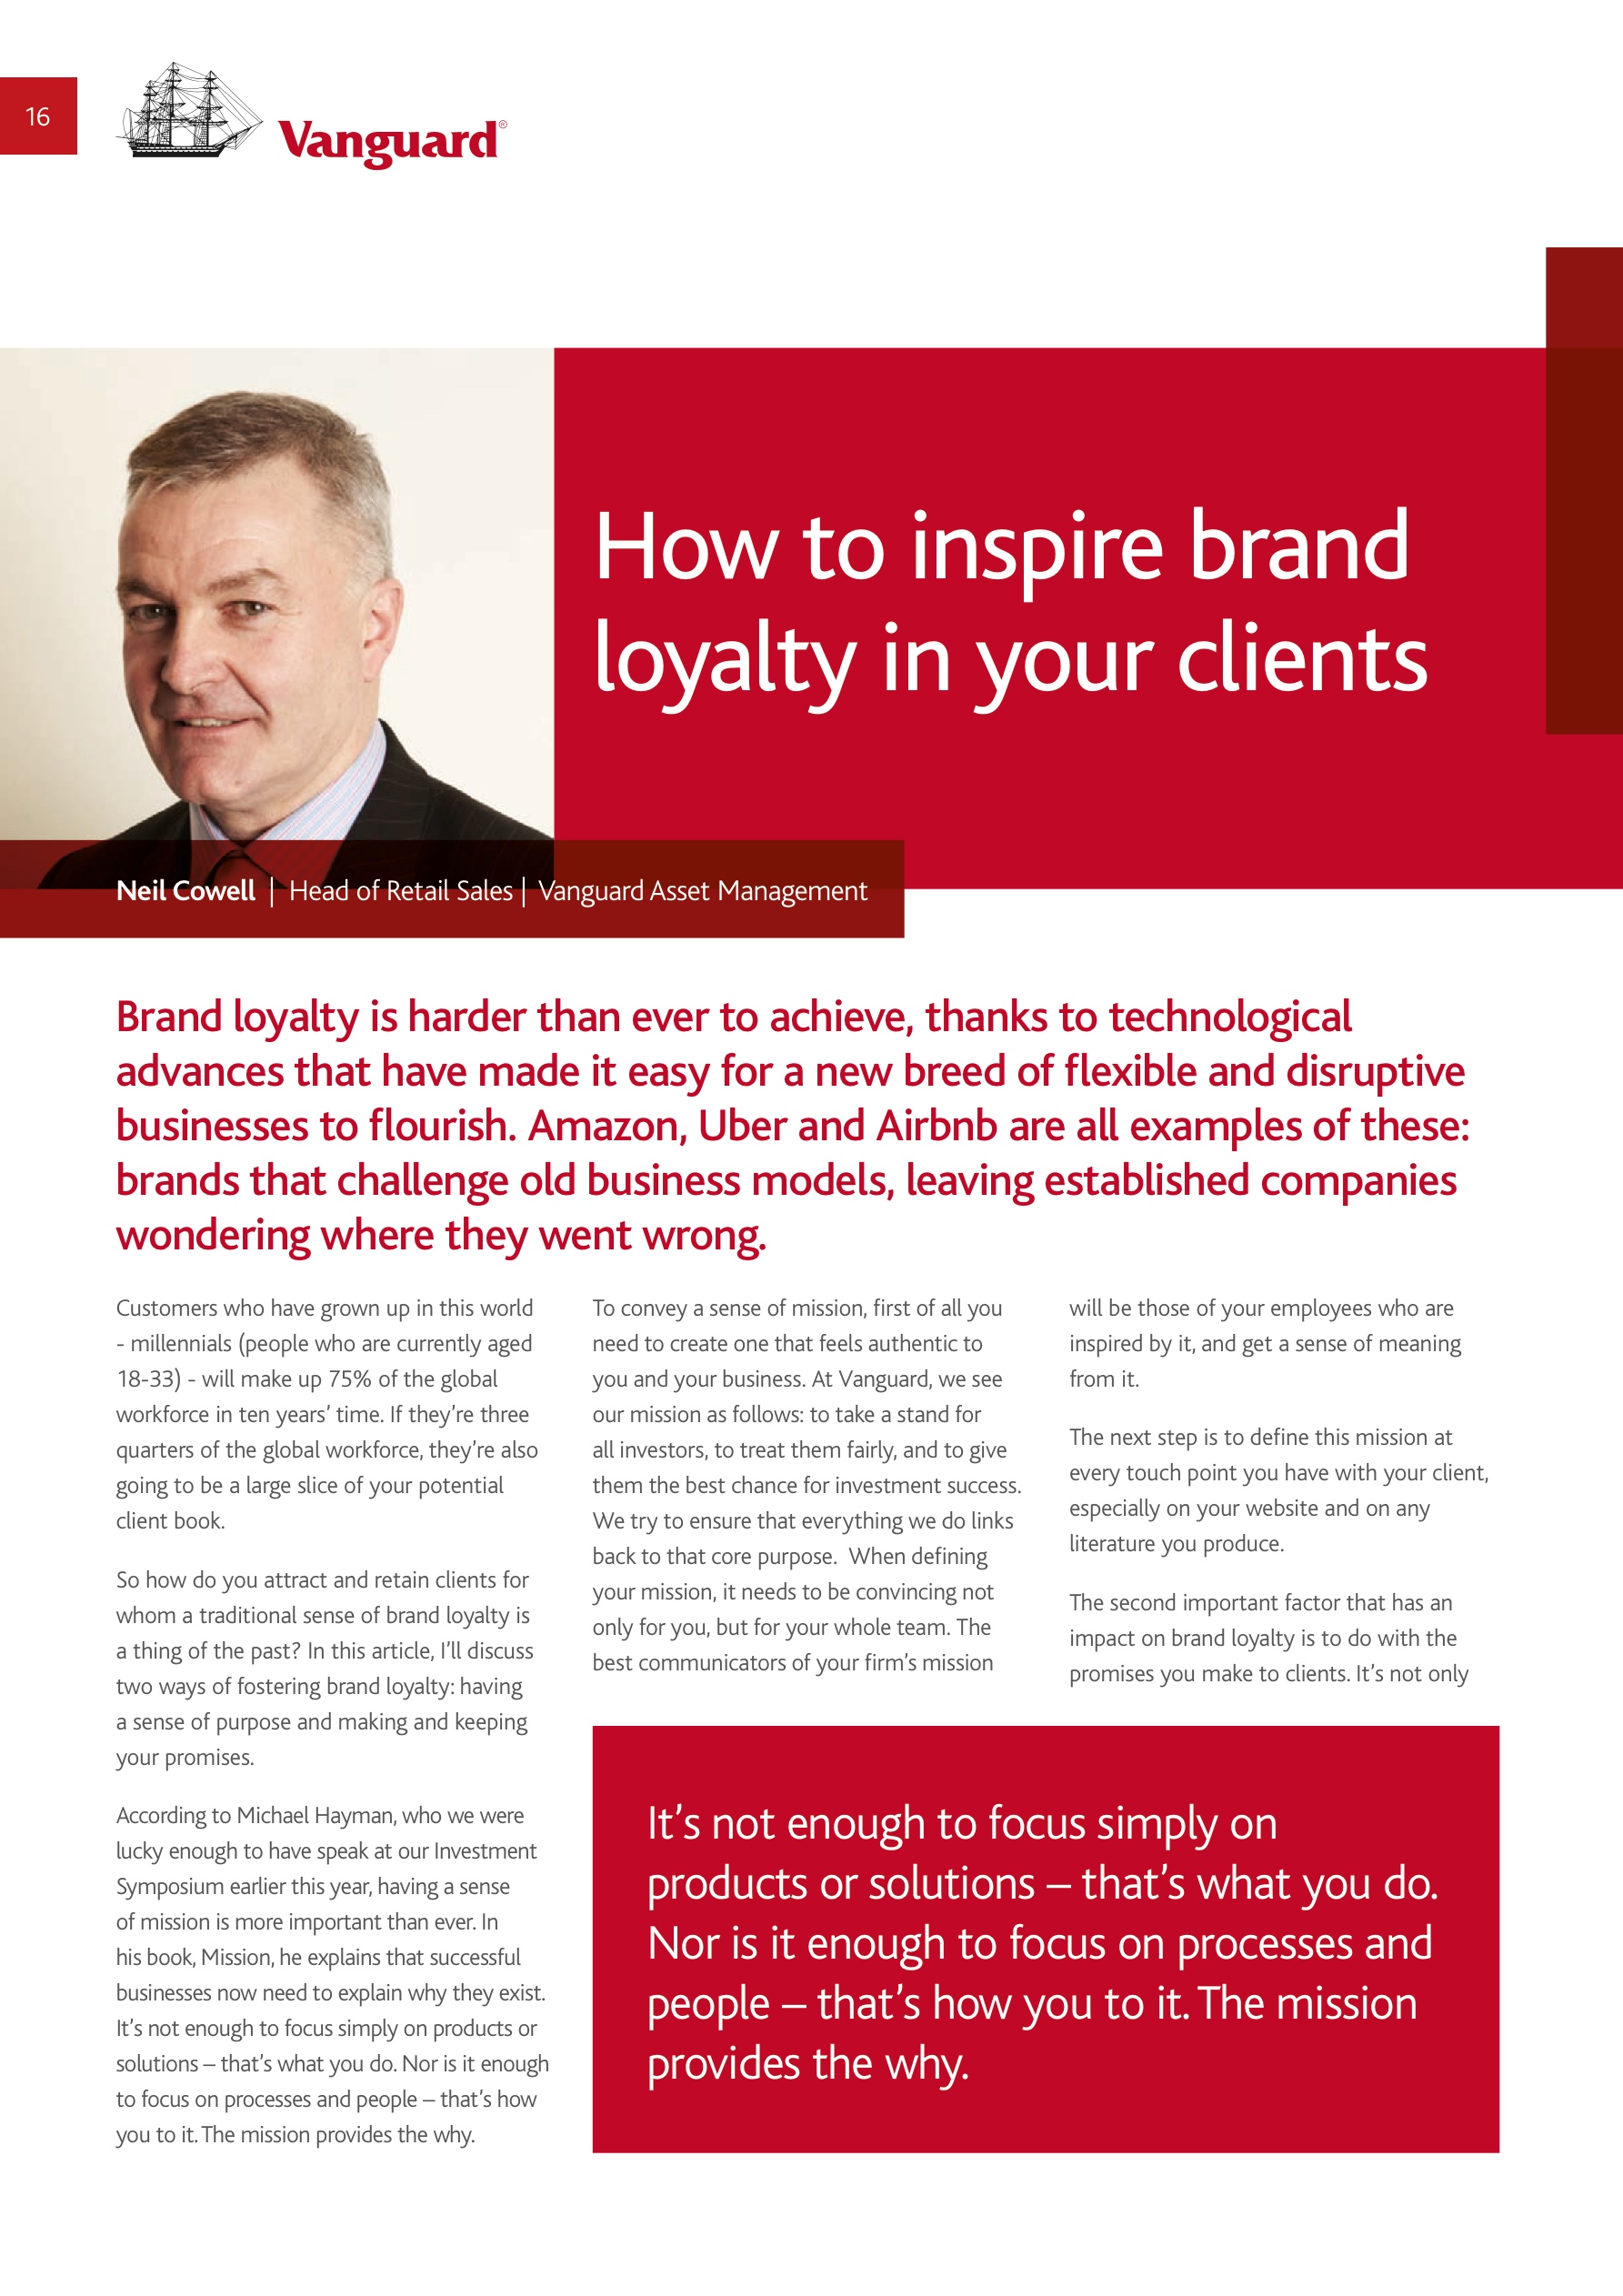 16
Vanguard®
How to inspire brand
loyalty in your clients
Neil Cowell | Head of Retail Sales | Vanguard Asset Management
Brand loyalty is harder than ever to achieve, thanks to technological
advances that have made it easy for a new breed of flexible and disruptive
businesses to flourish. Amazon, Uber and Airbnb are all examples of these:
brands that challenge old business models, leaving established companies
wondering where they went wrong.
Customers who have grown up in this world
- millennials (people who are currently aged
18-33) - will make up 75% of the global
workforce in ten years’ time. If they’re three
quarters of the global workforce, they’re also
going to be a large slice of your potential
client book.
So how do you attract and retain clients for
whom a traditional sense of brand loyalty is
a thing of the past? In this article, I’ll discuss
two ways of fostering brand loyalty: having
a sense of purpose and making and keeping
your promises.
According to Michael Hayman, who we were
lucky enough to have speak at our Investment
Symposium earlier this year, having a sense
of mission is more important than ever. In
his book, Mission, he explains that successful
businesses now need to explain why they exist.
It’s not enough to focus simply on products or
solutions – that’s what you do. Nor is it enough
to focus on processes and people – that’s how
you to it. The mission provides the why.
To convey a sense of mission, first of all you
need to create one that feels authentic to
you and your business. At Vanguard, we see
our mission as follows: to take a stand for
all investors, to treat them fairly, and to give
them the best chance for investment success.
We try to ensure that everything we do links
back to that core purpose.  When defining
your mission, it needs to be convincing not
only for you, but for your whole team. The
best communicators of your firm’s mission
will be those of your employees who are
inspired by it, and get a sense of meaning
from it.
The next step is to define this mission at
every touch point you have with your client,
especially on your website and on any
literature you produce.
The second important factor that has an
impact on brand loyalty is to do with the
promises you make to clients. It’s not only
It’s not enough to focus simply on
products or solutions – that’s what you do.
Nor is it enough to focus on processes and
people – that’s how you to it. The mission
provides the why.